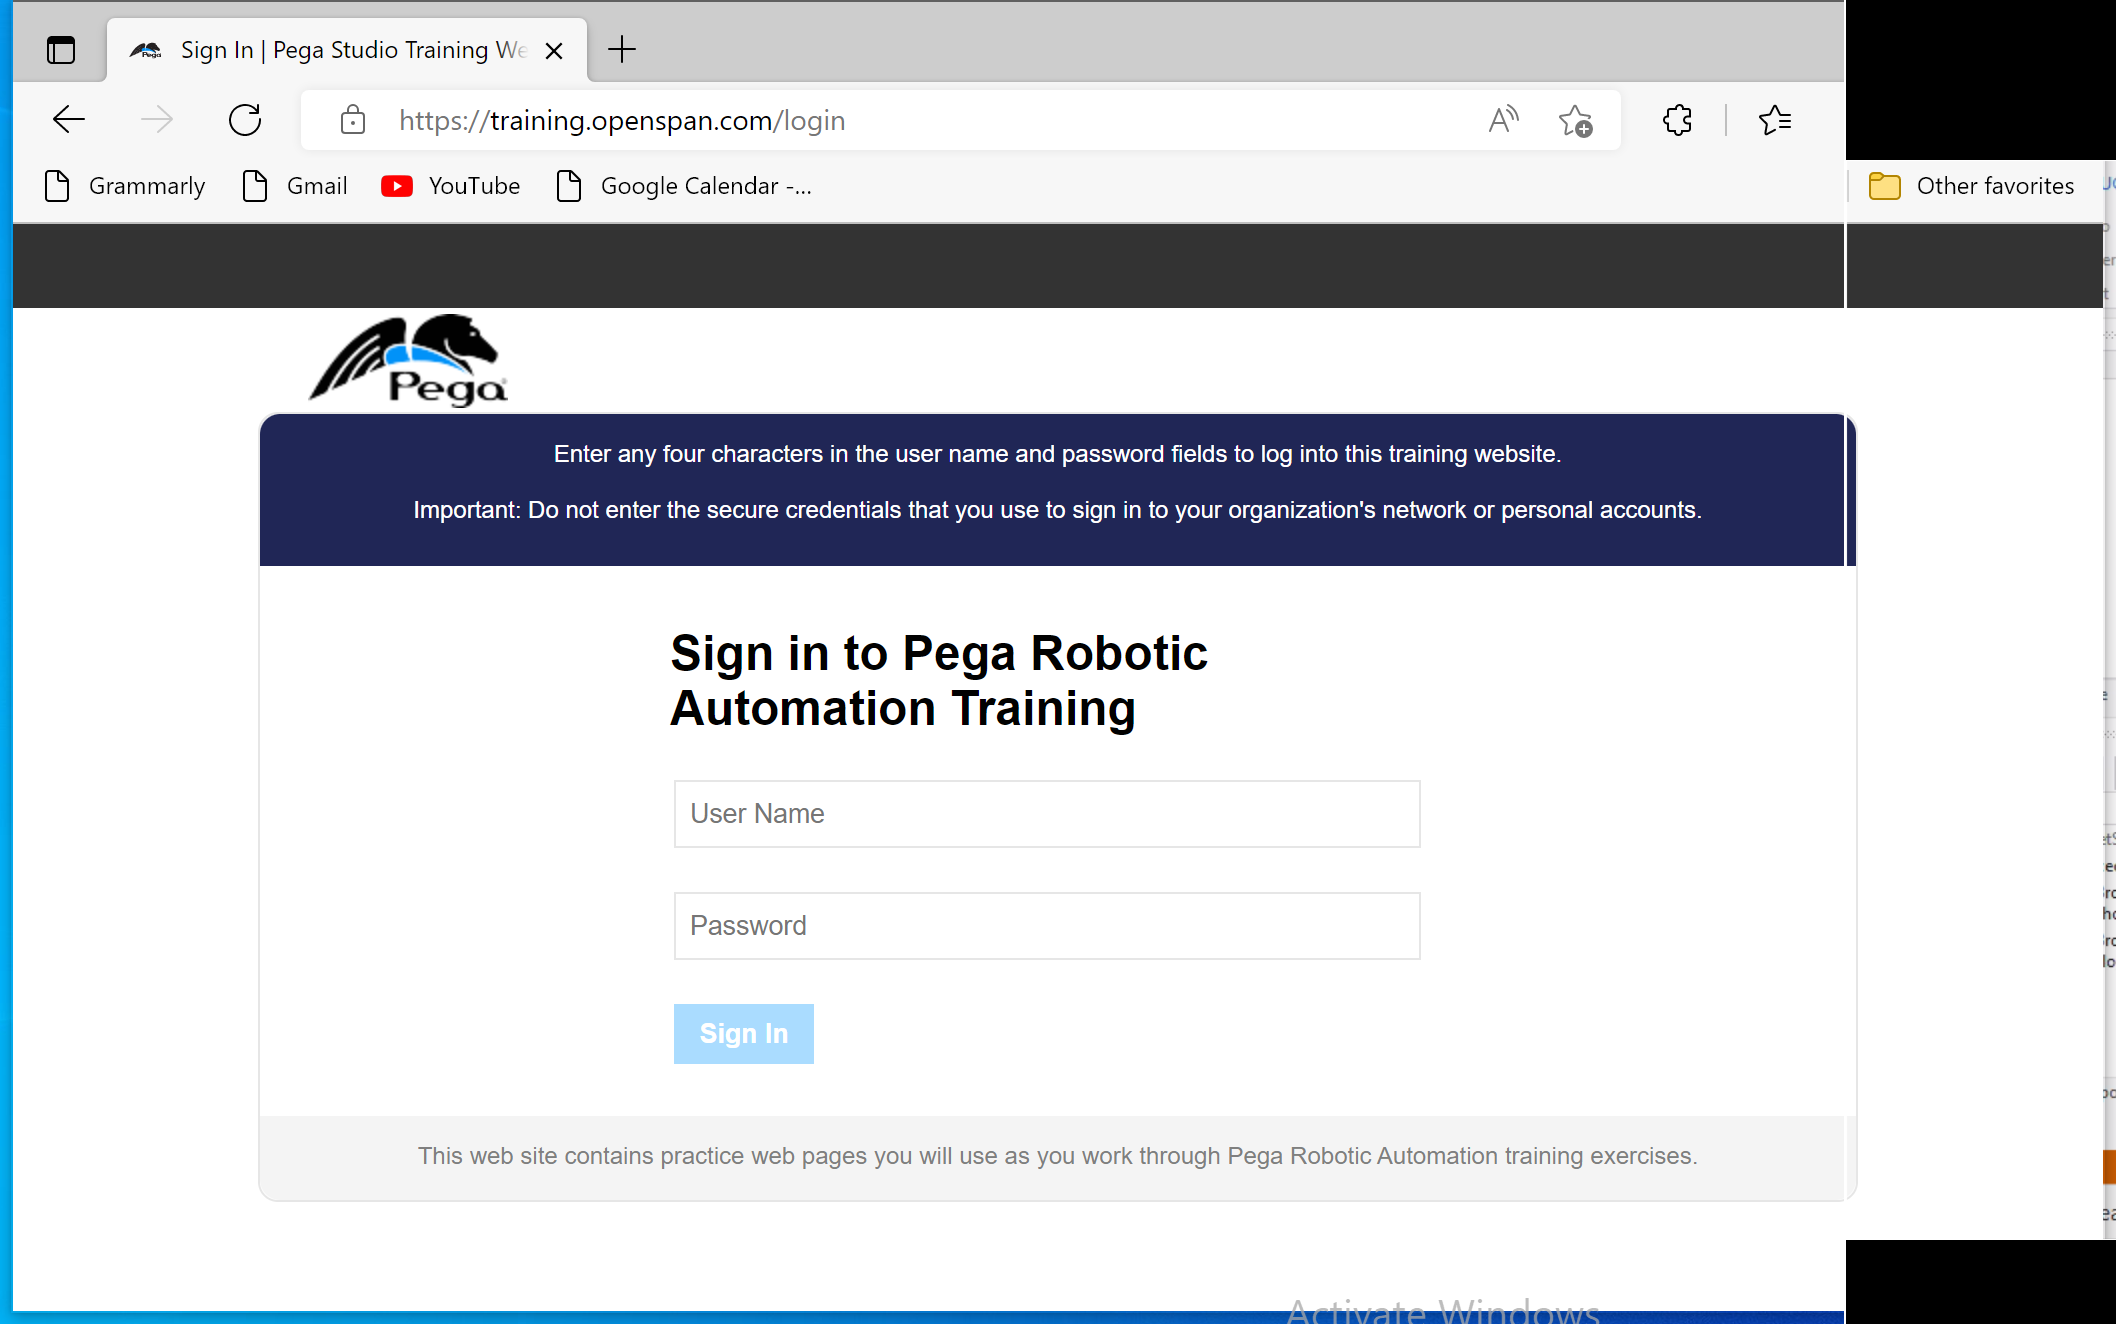 Sign In | Pega Studio Training We
https://training.openspan.com/login
Grammarly
Gmail
YouTube
Google Calendar -...
Other favorites
Pega
Enter any four characters in the user name and password fields to log into this training website.
Important: Do not enter the secure credentials that you use to sign in to your organization's network or personal accounts.
Sign in to Pega Robotic
Automation Training
User Name
Password
Sign In
This web site contains practice web pages you will use as you work through Pega Robotic Automation training exercises.
Activate Windows